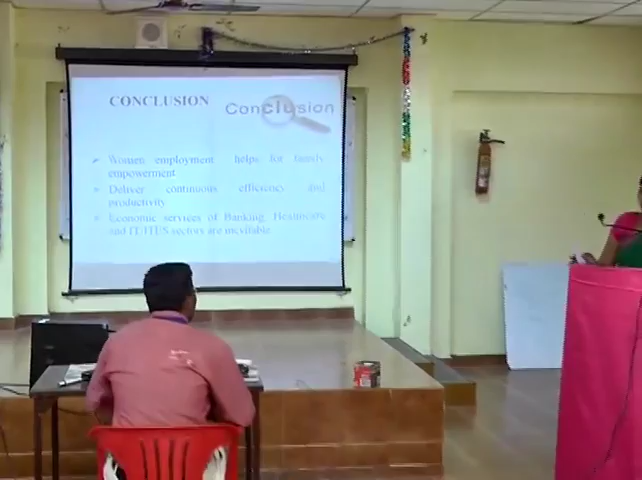 CONCLUSION
Conclusion
Women employment helps for family
empowerment
Deliver continuous efficiency and
productivity
Economic services of Banking, Healthcare
and IT/ITES sectors are inevitable.